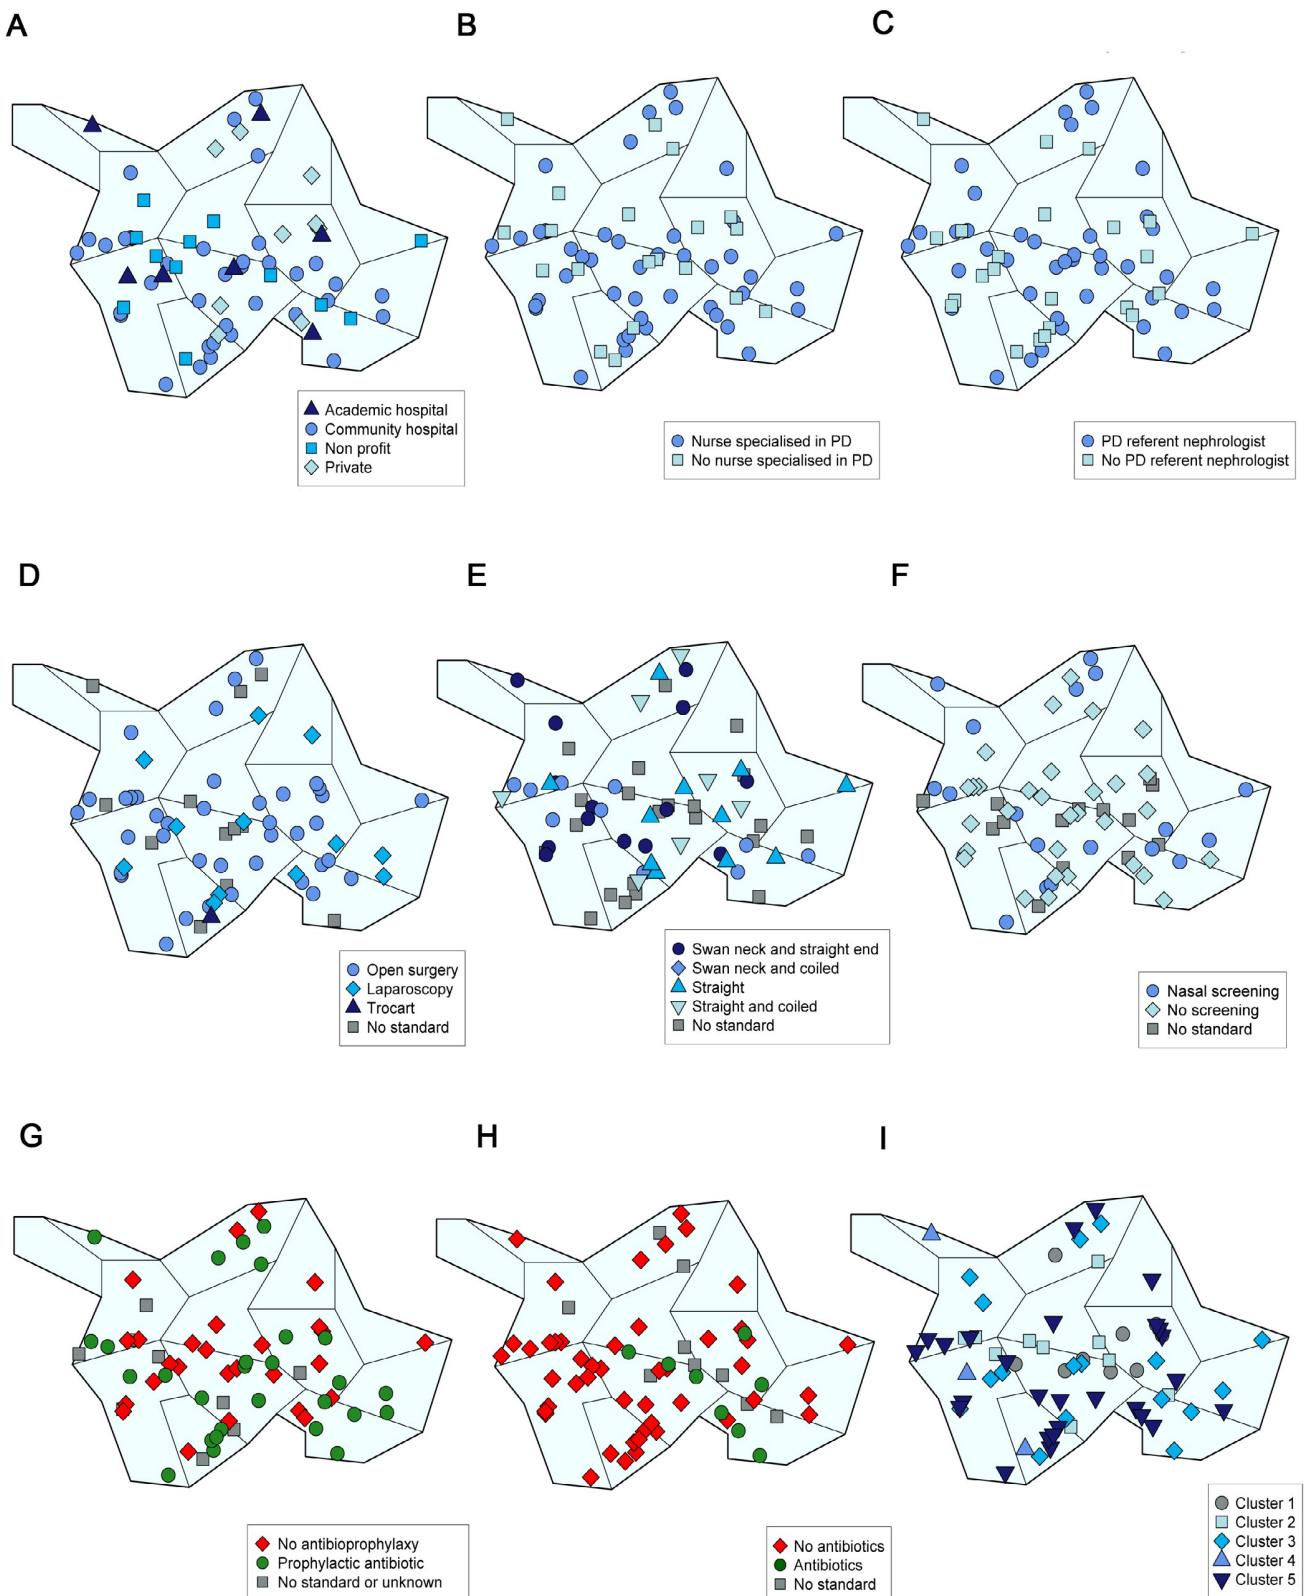 A
B
C
Academic hospital
Community hospital
Non profit
Private
Nurse specialised in PD
No nurse specialised in PD
PD referent nephrologist
No PD referent nephrologist
D
E
F
Open surgery
Laparoscopy
Trocart
No standard
Swan neck and straight end
Swan neck and coiled
Straight
Straight and coiled
No standard
Nasal screening
No screening
No standard
G
H
I
No antibioprophylaxy
Prophylactic antibiotic
No standard or unknown
No antibiotics
Antibiotics
No standard
Cluster 1
Cluster 2
Cluster 3
Cluster 4
Cluster 5